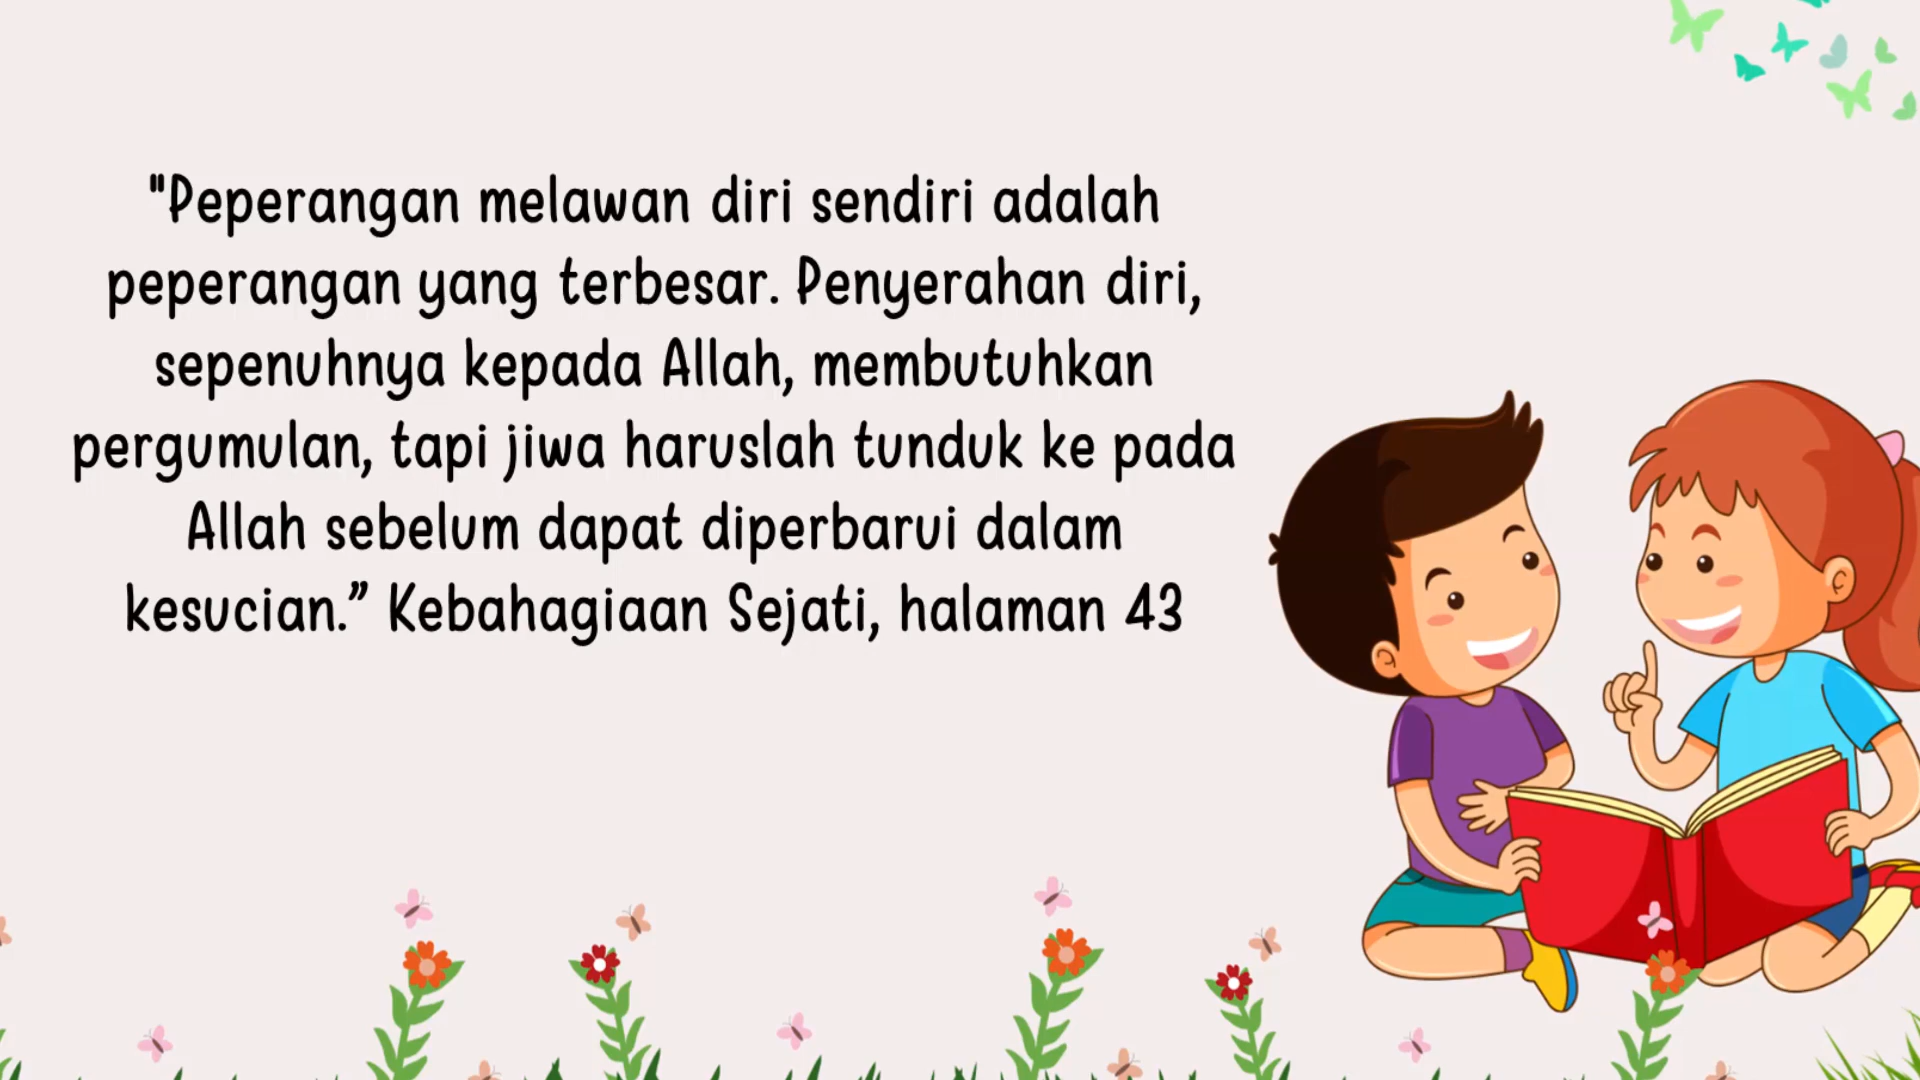 "Peperangan melawan diri sendiri adalah
peperangan yang terbesar. Penyerahan diri,
sepenuhnya kepada Allah, membutuhkan
pergumulan, tapi jiwa haruslah tunduk ke pada
Allah sebelum dapat diperbarui dalam
kesucian.” Kebahagiaan Sejati, halaman 43